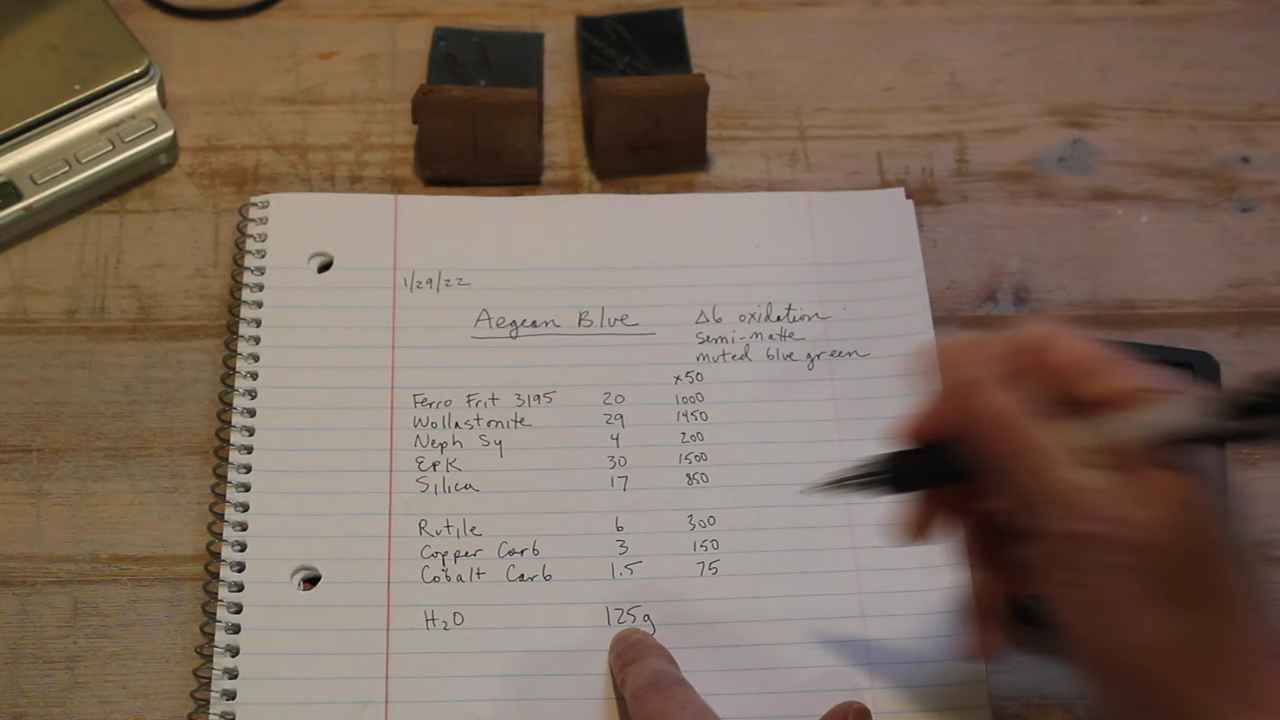 1/29/22
Aegean Blue
Δ6 oxidation
semi-matte
muted blue green
x50
Ferro Frit 3195 20 1000
Wollastonite 29 1450
Neph Sy 4 200
EPK 30 1500
Silica 17 850
Rutile 6 300
Copper Carb 3 150
Cobalt Carb 1.5 75
H₂O 125g